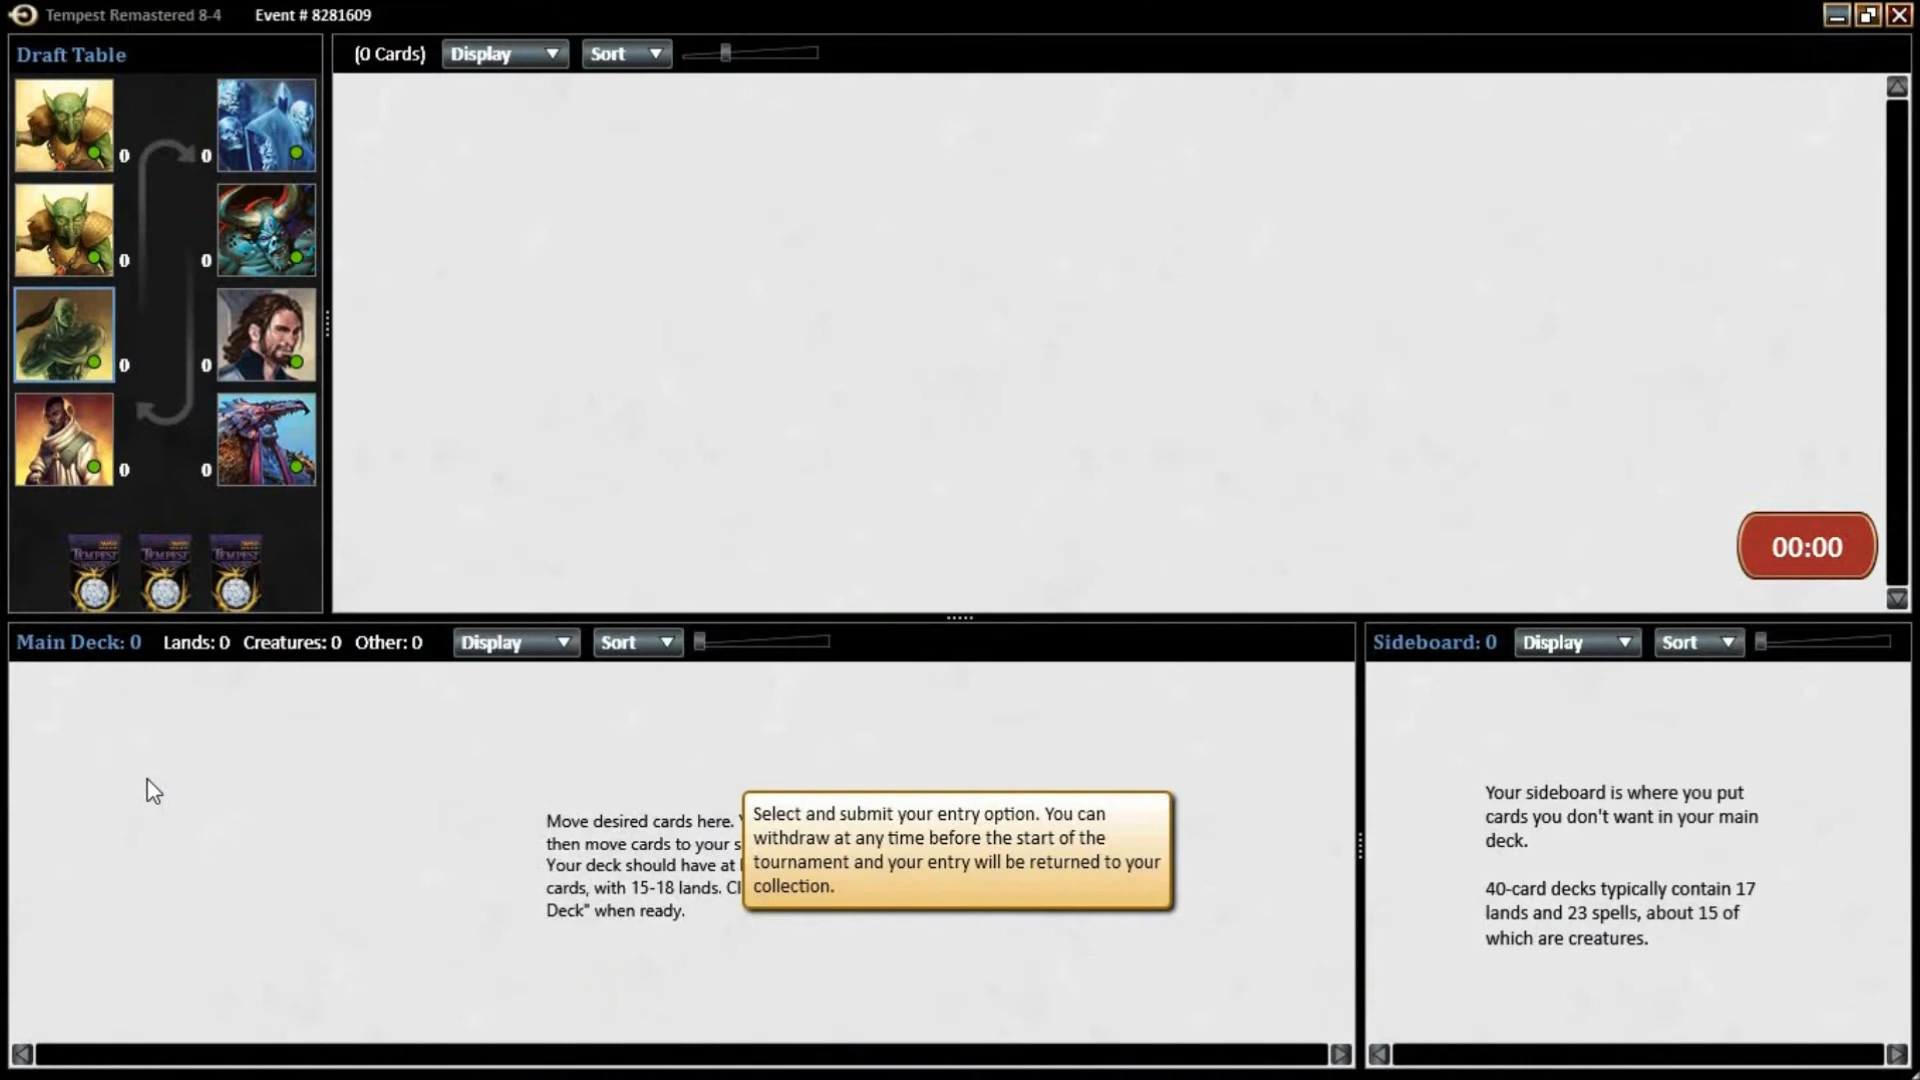 Tempest Remastered 8-4 Event # 8281609
Draft Table
(0 Cards) Display Sort
0 0
0 0
0 0
0 0
TEMPEST TEMPEST TEMPEST
00:00
Main Deck: 0 Lands: 0 Creatures: 0 Other: 0 Display Sort
Sideboard: 0 Display Sort
Move desired cards here.
then move cards to your s
Your deck should have at
cards, with 15-18 lands. Cl
Deck" when ready.
Select and submit your entry option. You can
withdraw at any time before the start of the
tournament and your entry will be returned to your
collection.
Your sideboard is where you put
cards you don't want in your main
deck.
40-card decks typically contain 17
lands and 23 spells, about 15 of
which are creatures.